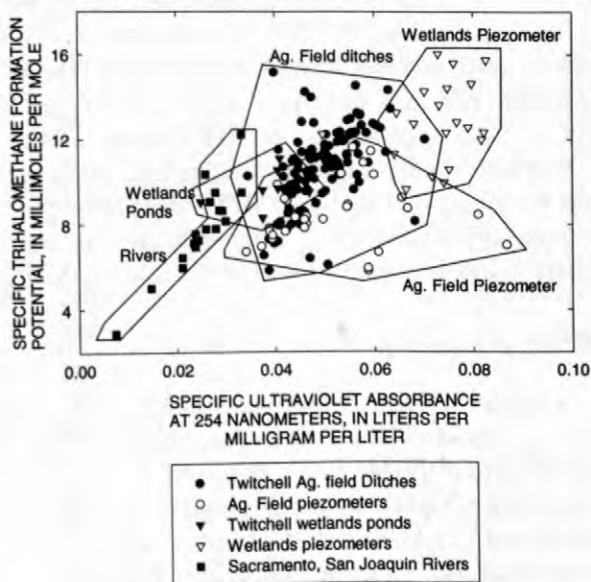 SPECIFIC TRIHALOMETHANE FORMATION
POTENTIAL, IN MILLIMOLES PER MOLE
16
12
8
4
Wetlands Piezometer
Ag. Field ditches
Wetlands
Ponds
Rivers
Ag. Field Piezometer
0.00
0.02
0.04
0.06
0.08
0.10
SPECIFIC ULTRAVIOLET ABSORBANCE
AT 254 NANOMETERS, IN LITERS PER
MILLIGRAM PER LITER
Twitchell Ag. field Ditches
Ag. Field piezometers
Twitchell wetlands ponds
Wetlands piezometers
Sacramento, San Joaquin Rivers